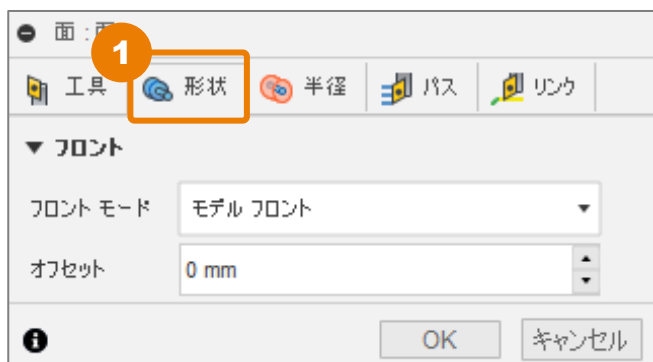 面 : 面
1
工具 形状 半径 パス リンク
▼ フロント
フロント モード モデル フロント
オフセット 0 mm
OK キャンセル